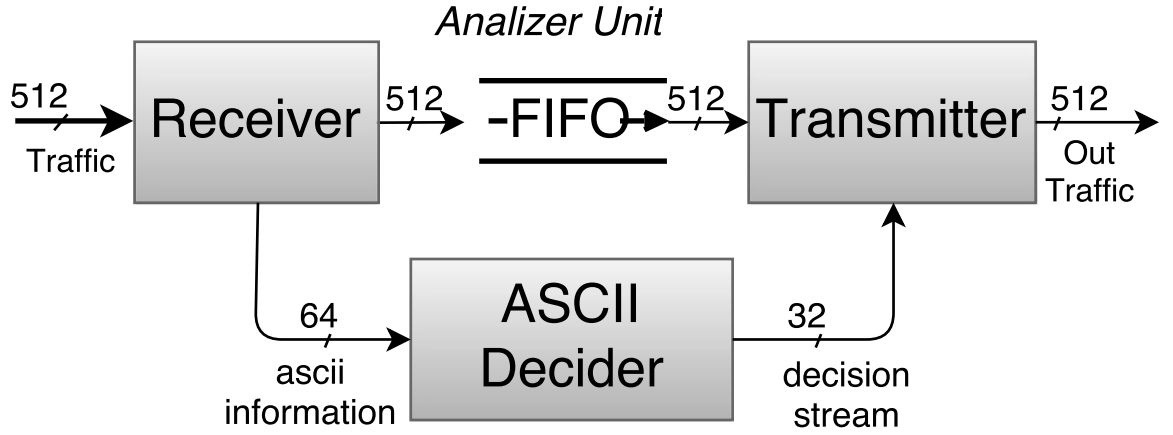 Analizer Unit
512
Traffic
Receiver
512
FIFO
512
Transmitter
512
Out
Traffic
64
ascii
information
ASCII
Decider
32
decision
stream